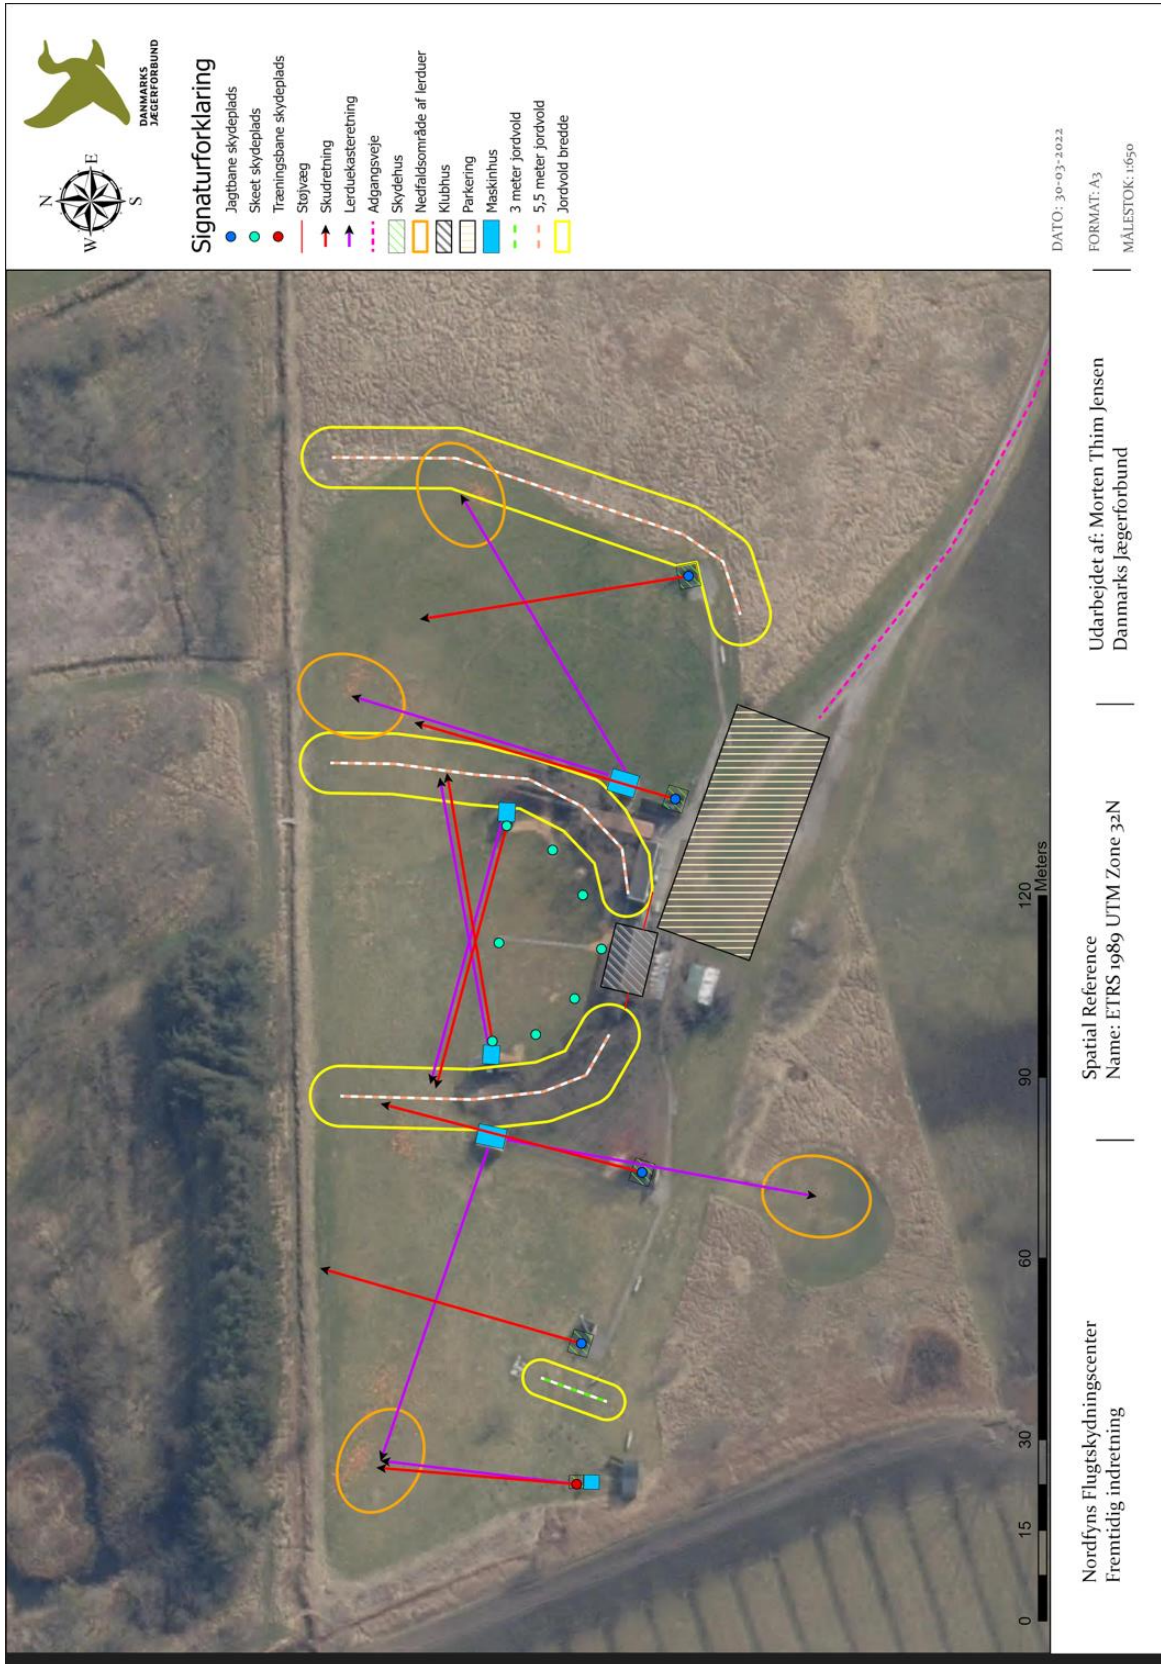 DANMARKS
JÆGERFORBUND
N
W
E
S
Signaturforklaring
Jagtbane skydeplads
Skeet skydeplads
Træningsbane skydeplads
Støjvæg
Skudretning
Lerduekasteretning
Adgangsveje
Skydehus
Nedfaldsområde af lerduer
Klubhus
Parkering
Maskinhus
3 meter jordvold
5,5 meter jordvold
Jordvold bredde
0 15 30 60 90 120
Meters
Nordfyns Flugtskydningscenter
Fremtidig indretning
Spatial Reference
Name: ETRS 1989 UTM Zone 32N
Udarbejdet af: Morten Thim Jensen
Danmarks Jægerforbund
DATO: 30-03-2022
FORMAT: A3
MÅLESTOK: 1:650